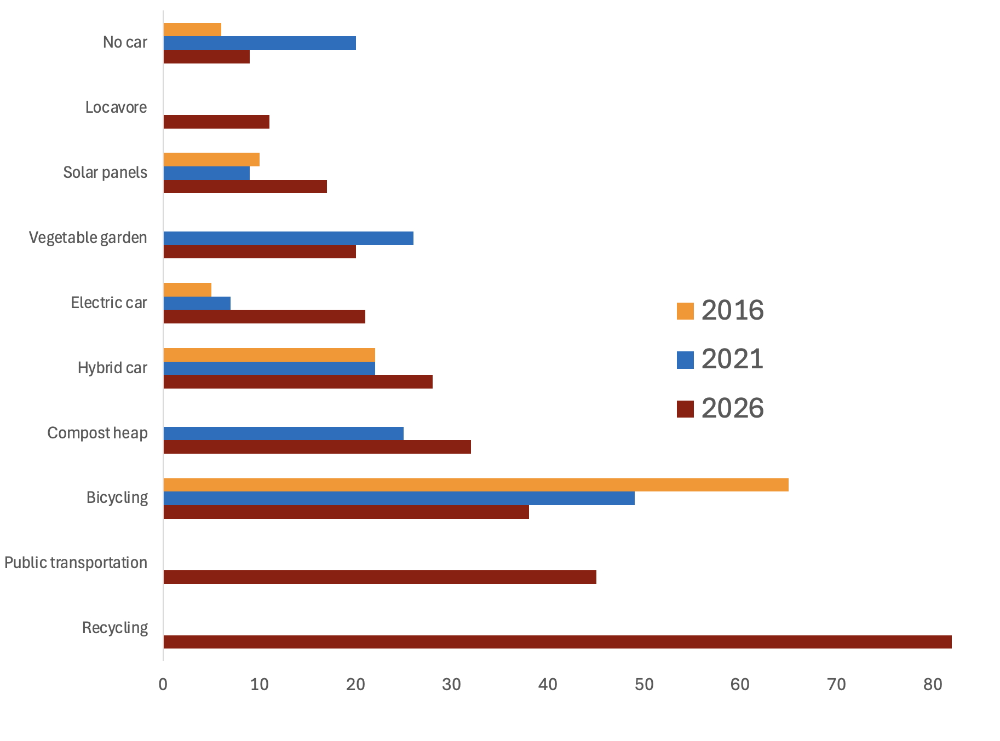 No car
Locavore
Solar panels
Vegetable garden
Electric car
Hybrid car
Compost heap
Bicycling
Public transportation
Recycling
2016
2021
2026
0 10 20 30 40 50 60 70 80